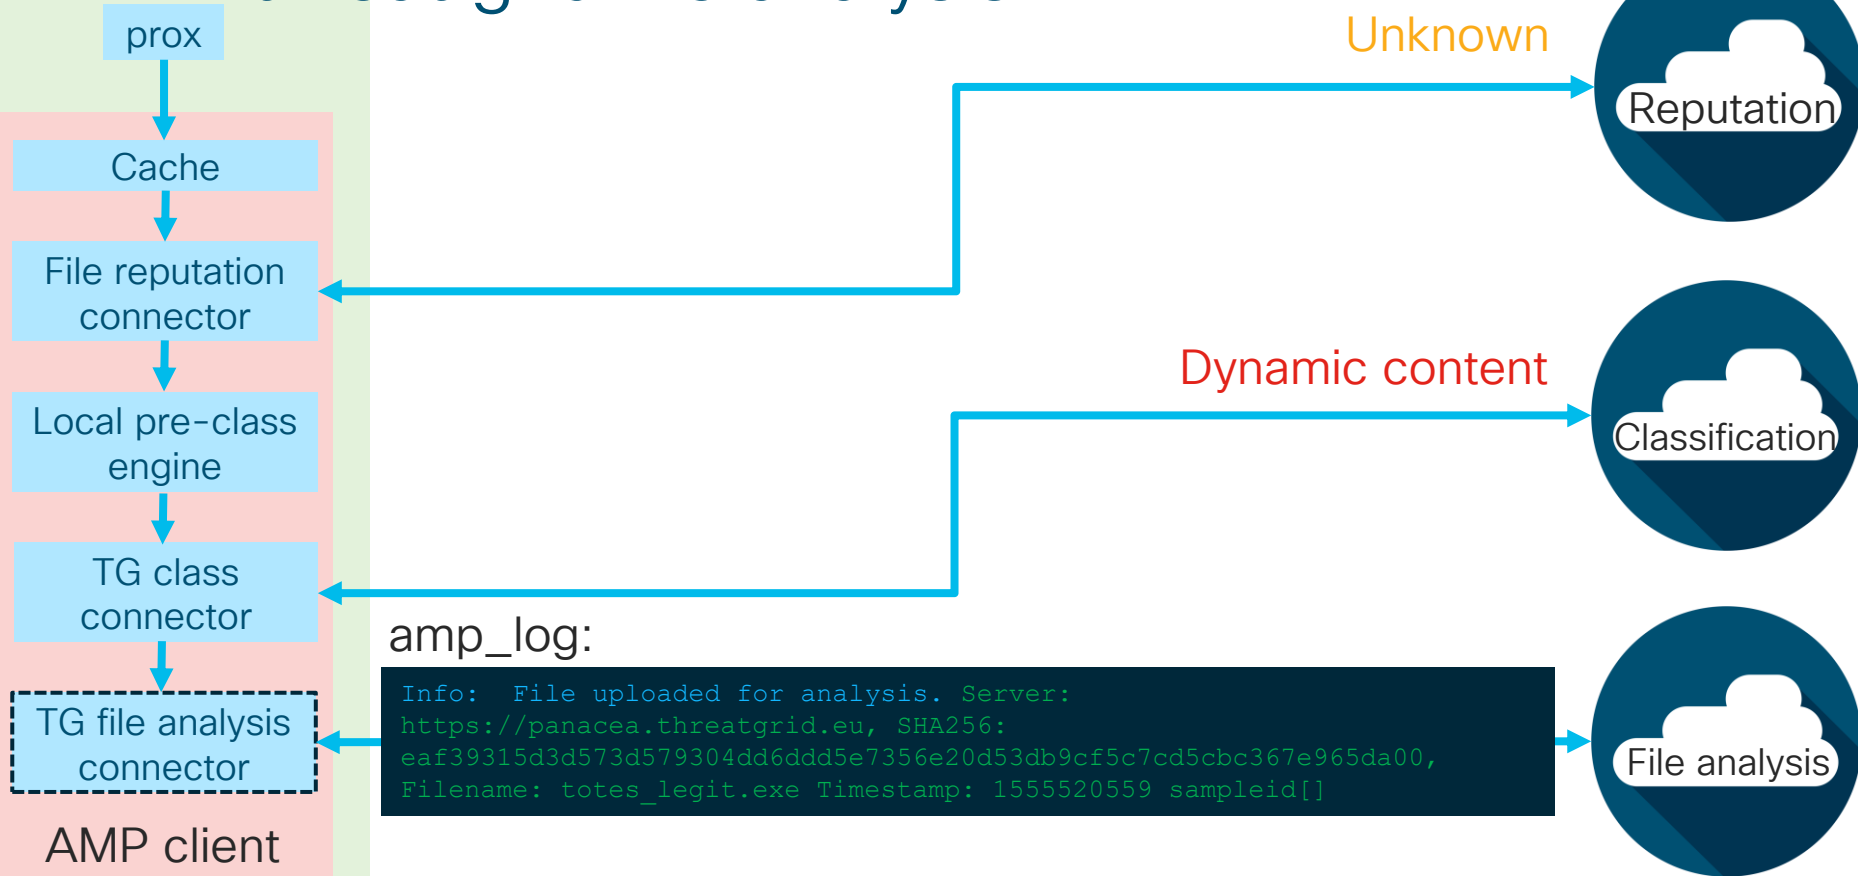 prox
Unknown
Reputation
Cache
File reputation
connector
Dynamic content
Local pre-class
engine
Classification
TG class
connector
amp_log:
Info:  File uploaded for analysis. Server:
https://panacea.threatgrid.eu, SHA256:
eaf39315d3d573d579304dd6ddd5e7356e20d53db9cf5c7cd5cbc367e965da00,
Filename: totes_legit.exe Timestamp: 1555520559 sampleid[]
TG file analysis
connector
File analysis
AMP client